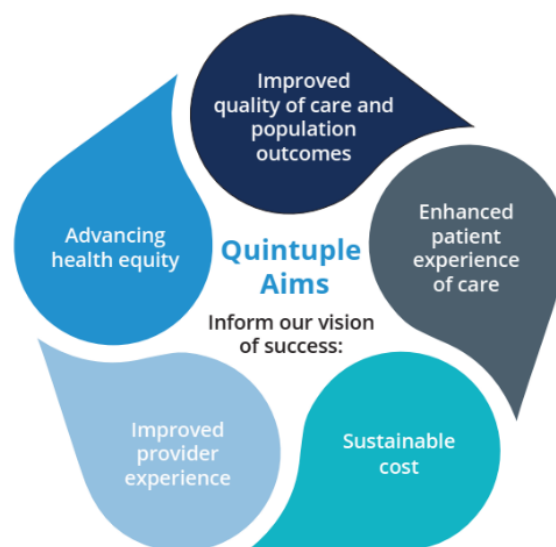 Improved
quality of care and
population
outcomes
Enhanced
patient
experience
of care
Sustainable
cost
Improved
provider
experience
Advancing
health equity
Quintuple
Aims
Inform our vision
of success: